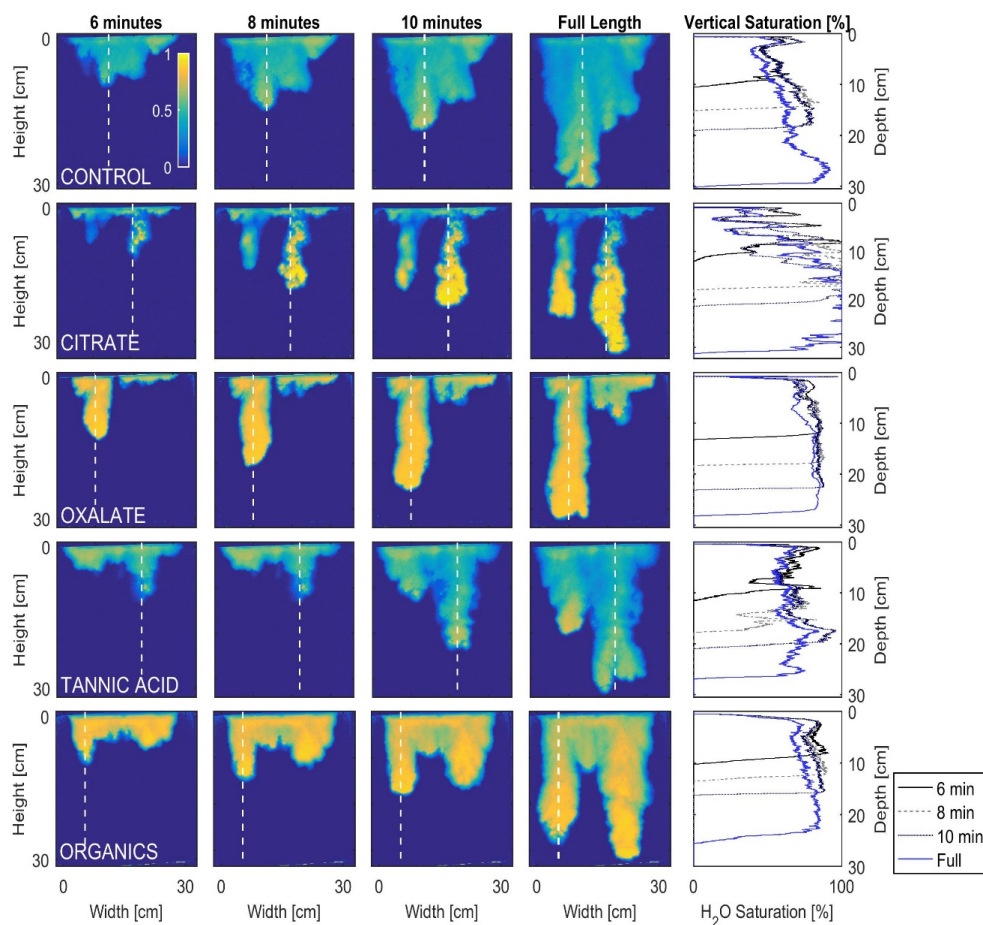 6 minutes 8 minutes 10 minutes Full Length Vertical Saturation [%]
Height [cm] 0 30 CONTROL 1 0.5 0 0 10 20 30 Depth [cm]
Height [cm] 0 30 CITRATE 0 10 20 30 Depth [cm]
Height [cm] 0 30 OXALATE 0 10 20 30 Depth [cm]
Height [cm] 0 30 TANNIC ACID 0 10 20 30 Depth [cm]
Height [cm] 0 30 ORGANICS 0 10 20 30 Depth [cm]
0 30 0 30 0 30 0 30 0 100
Width [cm] Width [cm] Width [cm] Width [cm] H2O Saturation [%]
6 min
8 min
10 min
Full